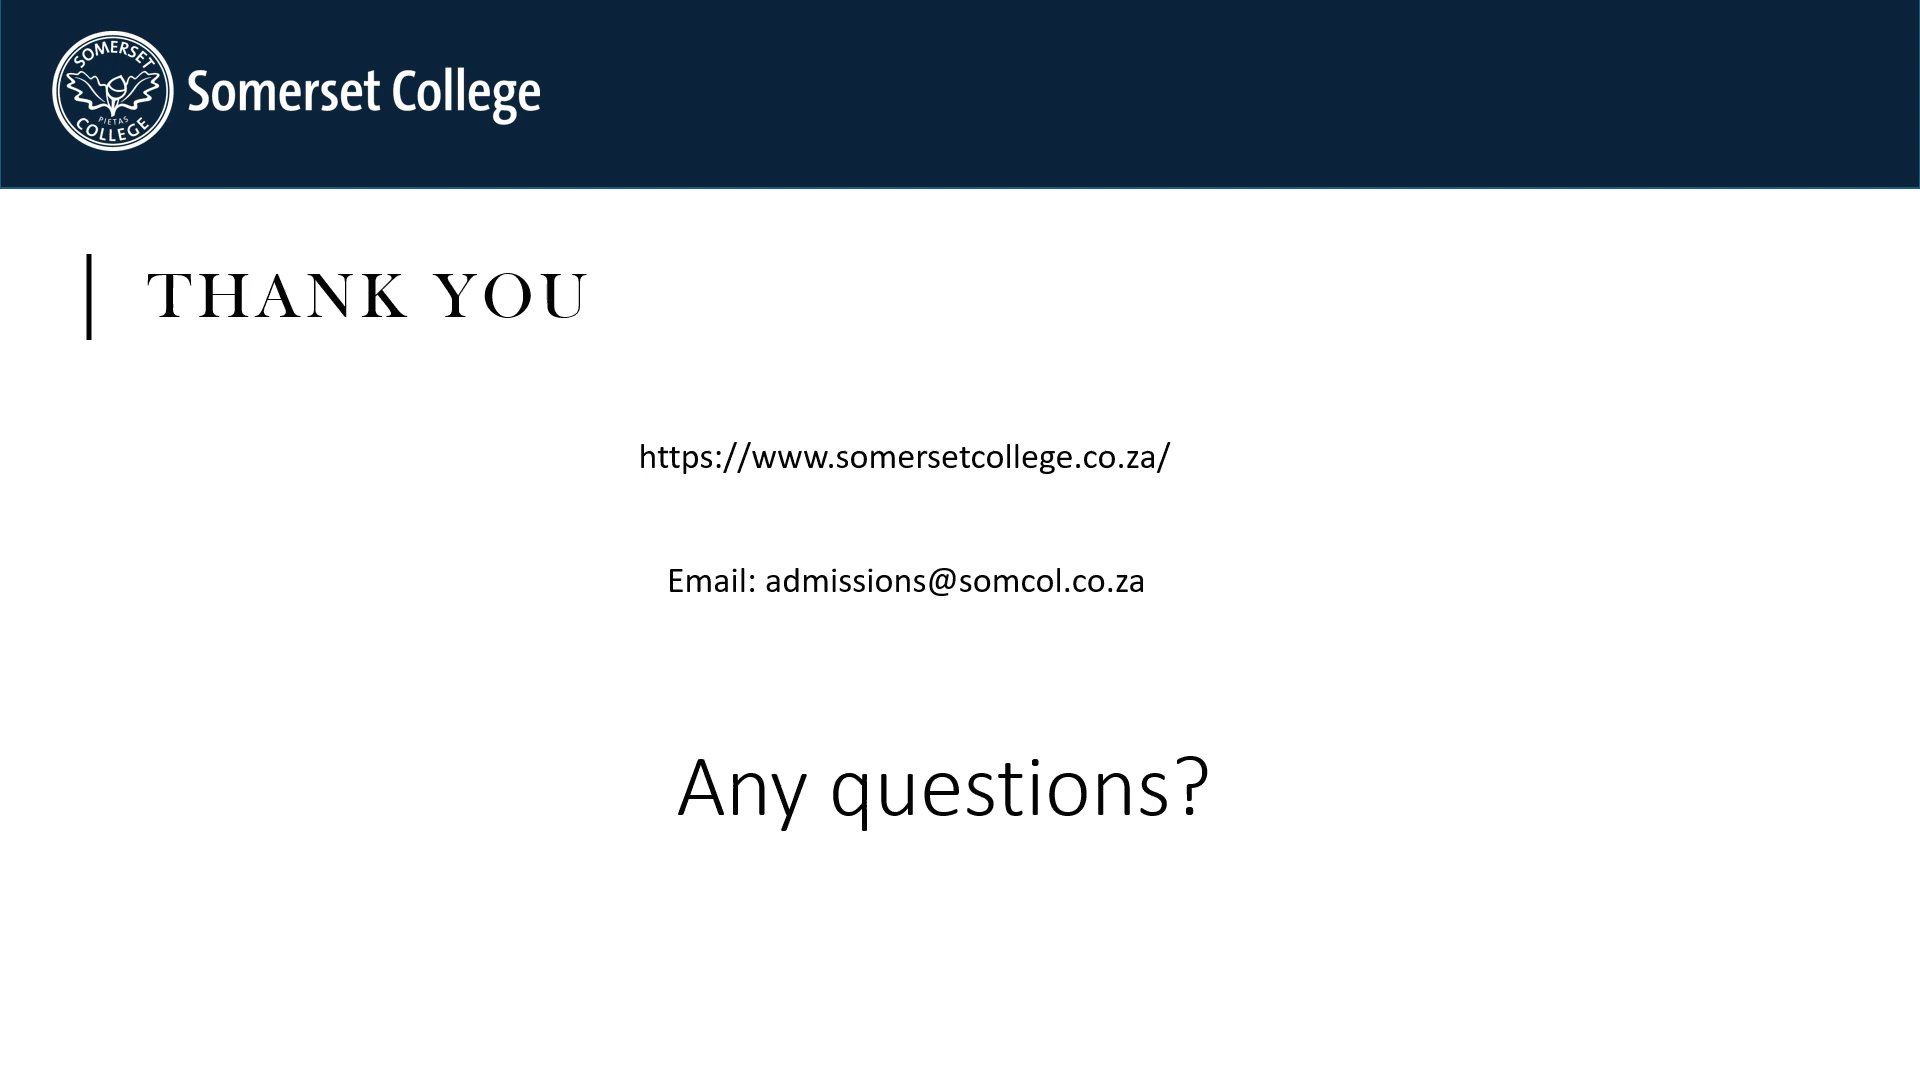 SOMERSET
PIETAS
COLLEGE
Somerset College
THANK YOU
https://www.somersetcollege.co.za/
Email: admissions@somcol.co.za
Any questions?